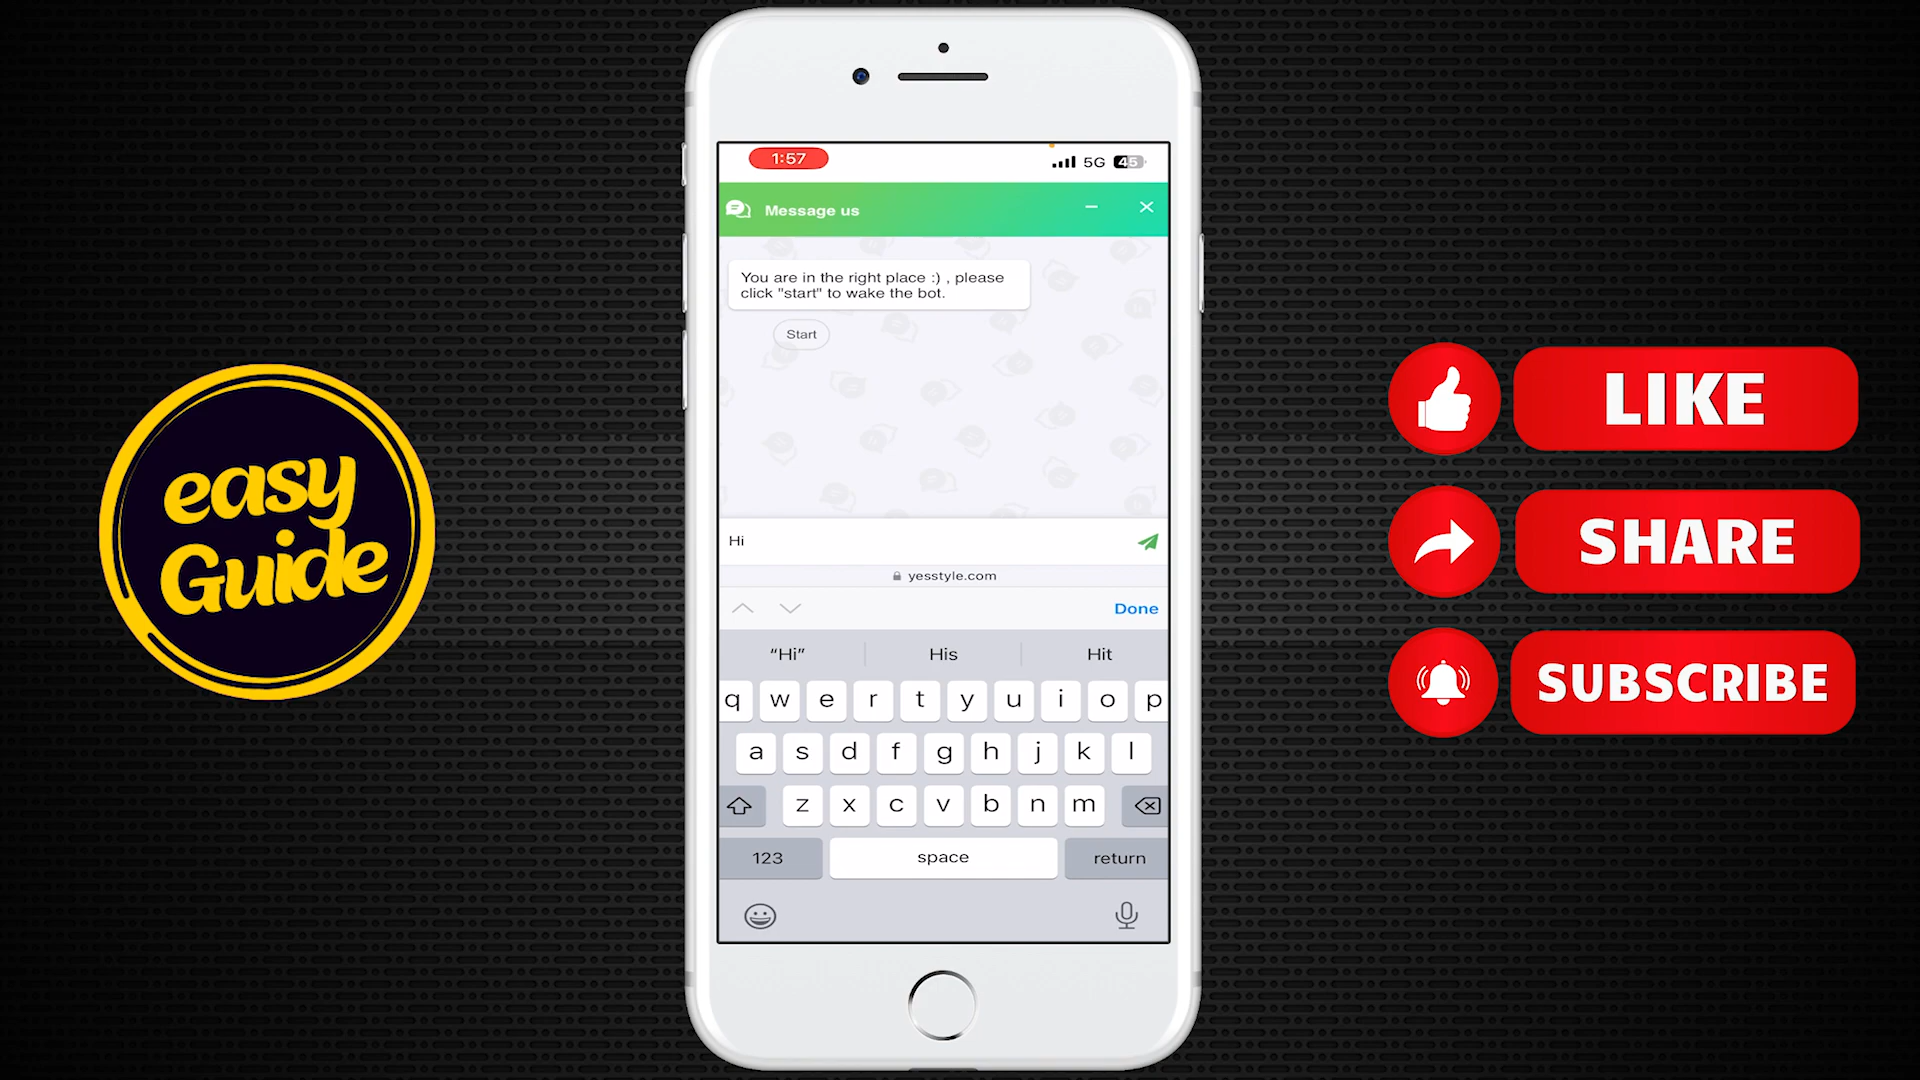 easy
Guide
1:57
5G 45
Message us
You are in the right place :) , please
click "start" to wake the bot.
Start
Hi
yesstyle.com
Done
“Hi” His Hit
q w e r t y u i o p
a s d f g h j k l
z x c v b n m
123 space return
LIKE
SHARE
SUBSCRIBE